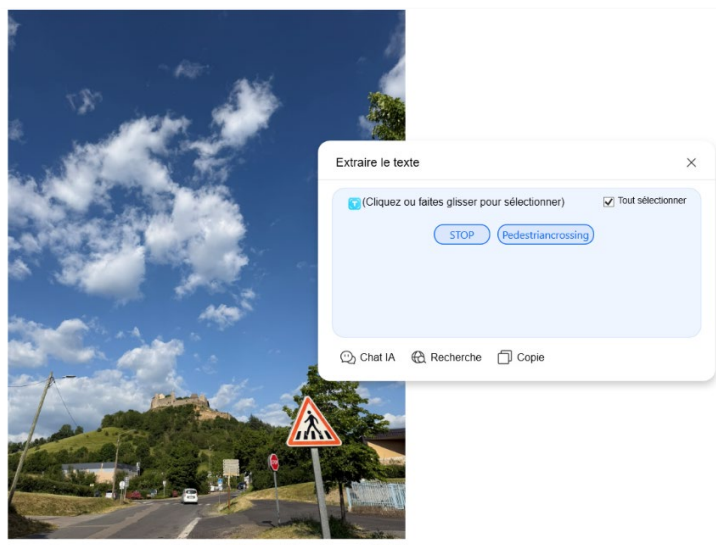 Extraire le texte
(Cliquez ou faites glisser pour sélectionner)
Tout sélectionner
STOP
Pedestriancrossing
Chat IA
Recherche
Copie